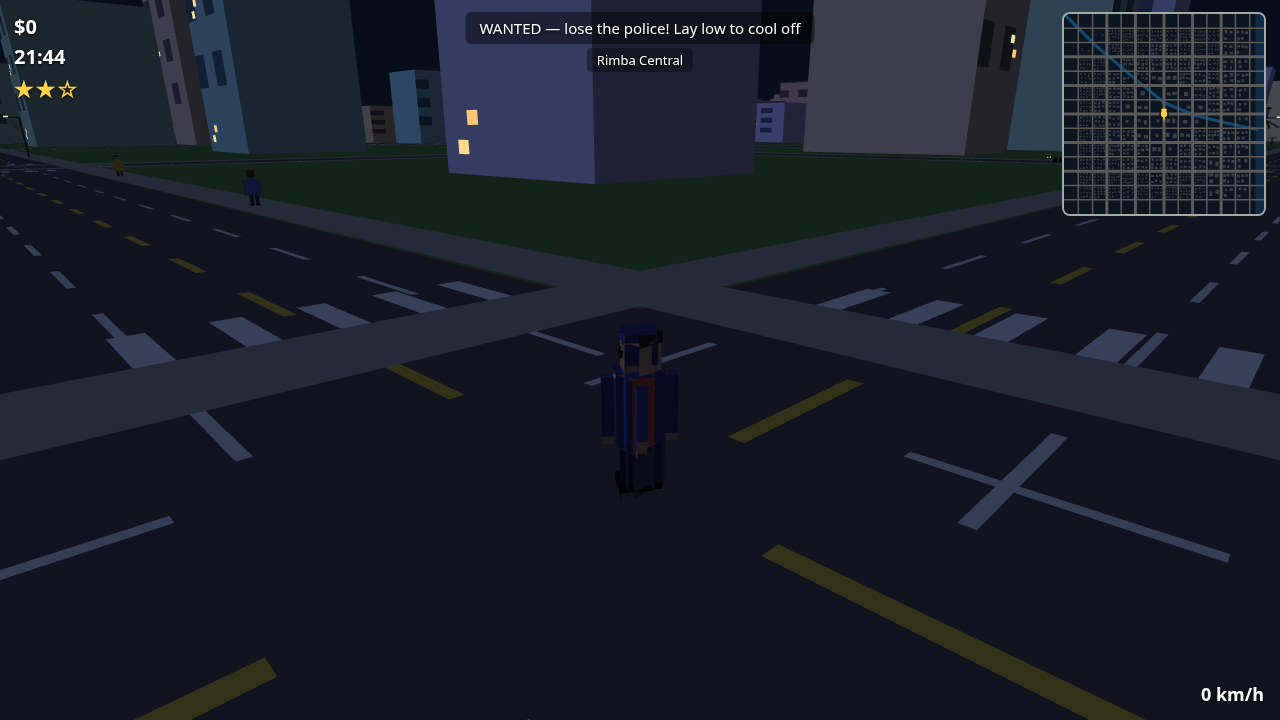 $0
21:44
WANTED — lose the police! Lay low to cool off
Rimba Central
0 km/h